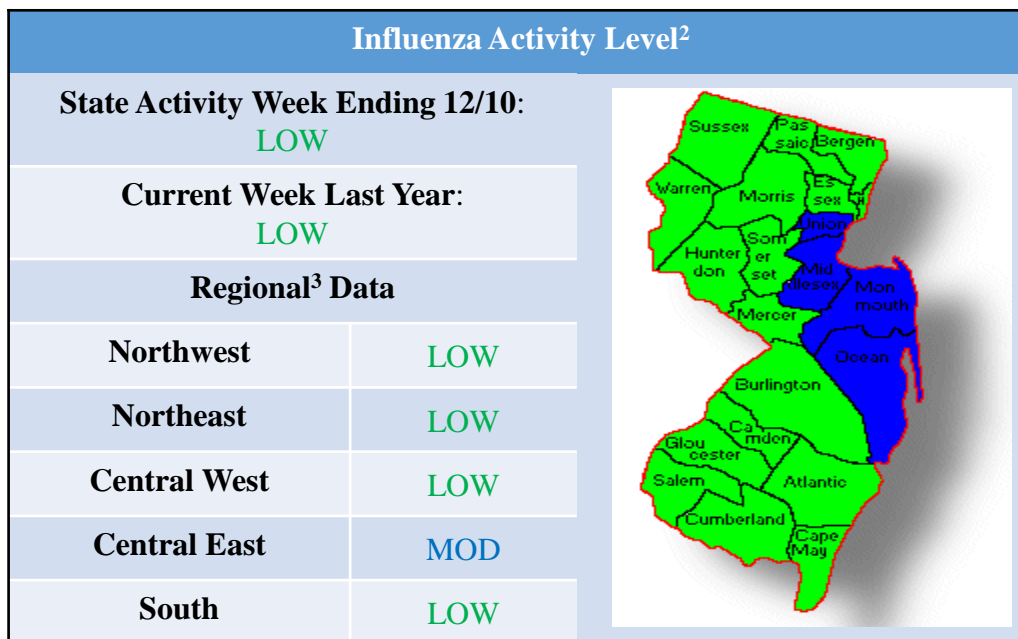 Influenza Activity Level²
State Activity Week Ending 12/10:
LOW
Current Week Last Year:
LOW
Regional³ Data
Northwest LOW
Northeast LOW
Central West LOW
Central East MOD
South LOW
Sussex
Pas
saic
Bergen
Warren
Morris
Es
sex
H
Union
Hunter
don
Som
er
set
Mid
dlesex
Mon
mouth
Mercer
Ocean
Burlington
Ca
mden
Glou
cester
Salem
Atlantic
Cumberland
Cape
May